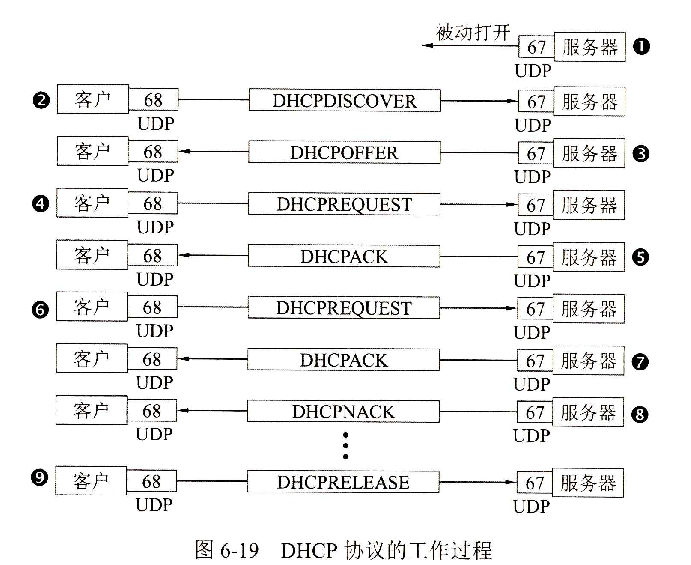 被动打开 67 服务器 ❶
UDP
❷ 客户 68 DHCPDISCOVER 67 服务器
UDP UDP
客户 68 DHCPOFFER 67 服务器 ❸
UDP UDP
❹ 客户 68 DHCPREQUEST 67 服务器
UDP UDP
客户 68 DHCPACK 67 服务器 ❺
UDP UDP
❻ 客户 68 DHCPREQUEST 67 服务器
UDP UDP
客户 68 DHCPACK 67 服务器 ❼
UDP UDP
客户 68 DHCPNACK 67 服务器 ❽
UDP UDP
❾ 客户 68 DHCPRELEASE 67 服务器
UDP UDP
图 6-19 DHCP 协议的工作过程